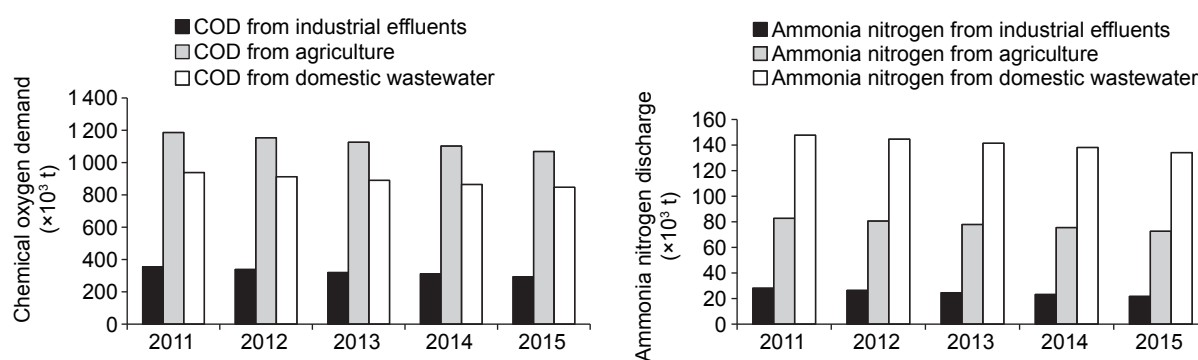 COD from industrial effluents
COD from agriculture
COD from domestic wastewater
Chemical oxygen demand
(×10³ t)
1 400
1 200
1 000
800
600
400
200
0
2011 2012 2013 2014 2015
Ammonia nitrogen from industrial effluents
Ammonia nitrogen from agriculture
Ammonia nitrogen from domestic wastewater
Ammonia nitrogen discharge
(×10³ t)
160
140
120
100
80
60
40
20
0
2011 2012 2013 2014 2015